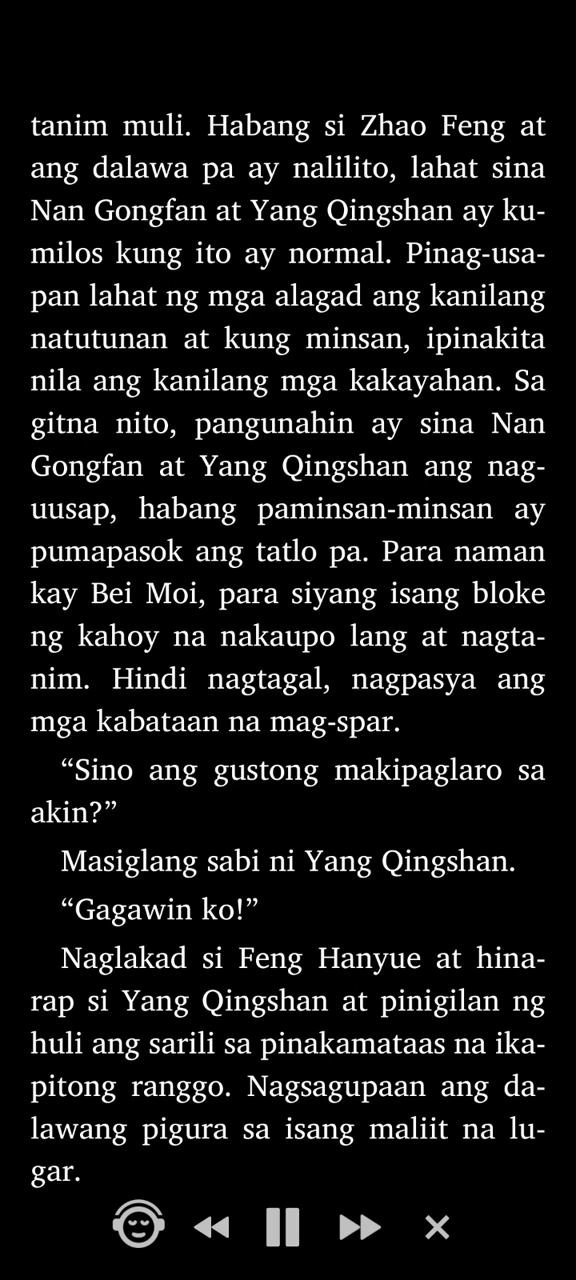 tanim muli. Habang si Zhao Feng at
ang dalawa pa ay nalilito, lahat sina
Nan Gongfan at Yang Qingshan ay ku-
milos kung ito ay normal. Pinag-usa-
pan lahat ng mga alagad ang kanilang
natutunan at kung minsan, ipinakita
nila ang kanilang mga kakayahan. Sa
gitna nito, pangunahin ay sina Nan
Gongfan at Yang Qingshan ang nag-
uusap, habang paminsan-minsan ay
pumapasok ang tatlo pa. Para naman
kay Bei Moi, para siyang isang bloke
ng kahoy na nakaupo lang at nagta-
nim. Hindi nagtagal, nagpasya ang
mga kabataan na mag-spar.
“Sino ang gustong makipaglaro sa
akin?”
Masiglang sabi ni Yang Qingshan.
“Gagawin ko!”
Naglakad si Feng Hanyue at hina-
rap si Yang Qingshan at pinigilan ng
huli ang sarili sa pinakamataas na ika-
pitong ranggo. Nagsagupaan ang da-
lawang pigura sa isang maliit na lu-
gar.